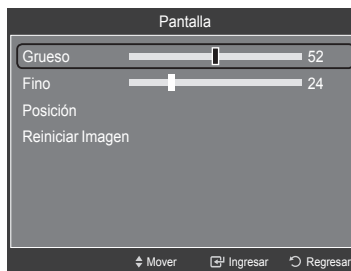 Pantalla
Grueso 52
Fino 24
Posición
Reiniciar Imagen
Mover Ingresar Regresar